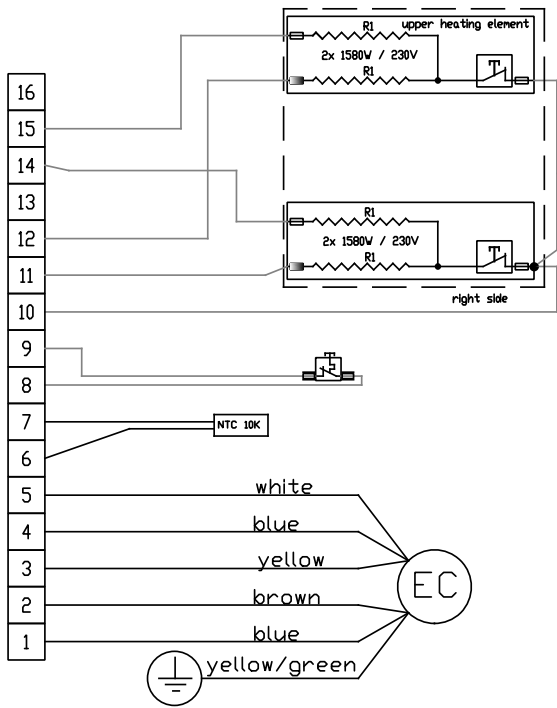 R1
upper heating element
2x 1580W / 230V
R1
16
15
14
13
12
11
10
9
8
7
6
5
4
3
2
1
R1
2x 1580W / 230V
R1
right side
NTC 10K
white
blue
yellow
brown
blue
yellow/green
EC